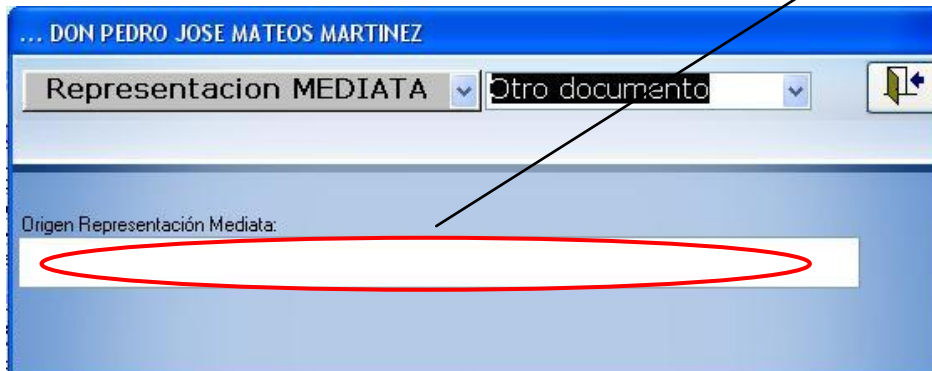 ... DON PEDRO JOSE MATEOS MARTINEZ
Representacion MEDIATA Otro documento
Origen Representación Mediata: